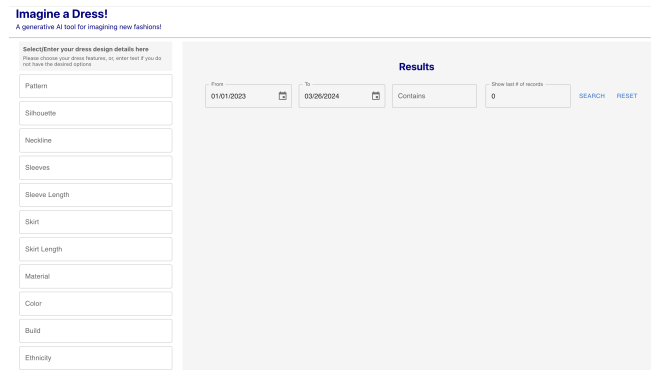 Imagine a Dress!
A generative AI tool for imagining new fashions!
Select/Enter your dress design details here
Please choose your dress features, or, enter text if you do
not have the desired options
Pattern
Silhouette
Neckline
Sleeves
Sleeve Length
Skirt
Skirt Length
Material
Color
Build
Ethnicity
Results
From
01/01/2023
To
03/26/2024
Contains
Show last # of records
0
SEARCH
RESET